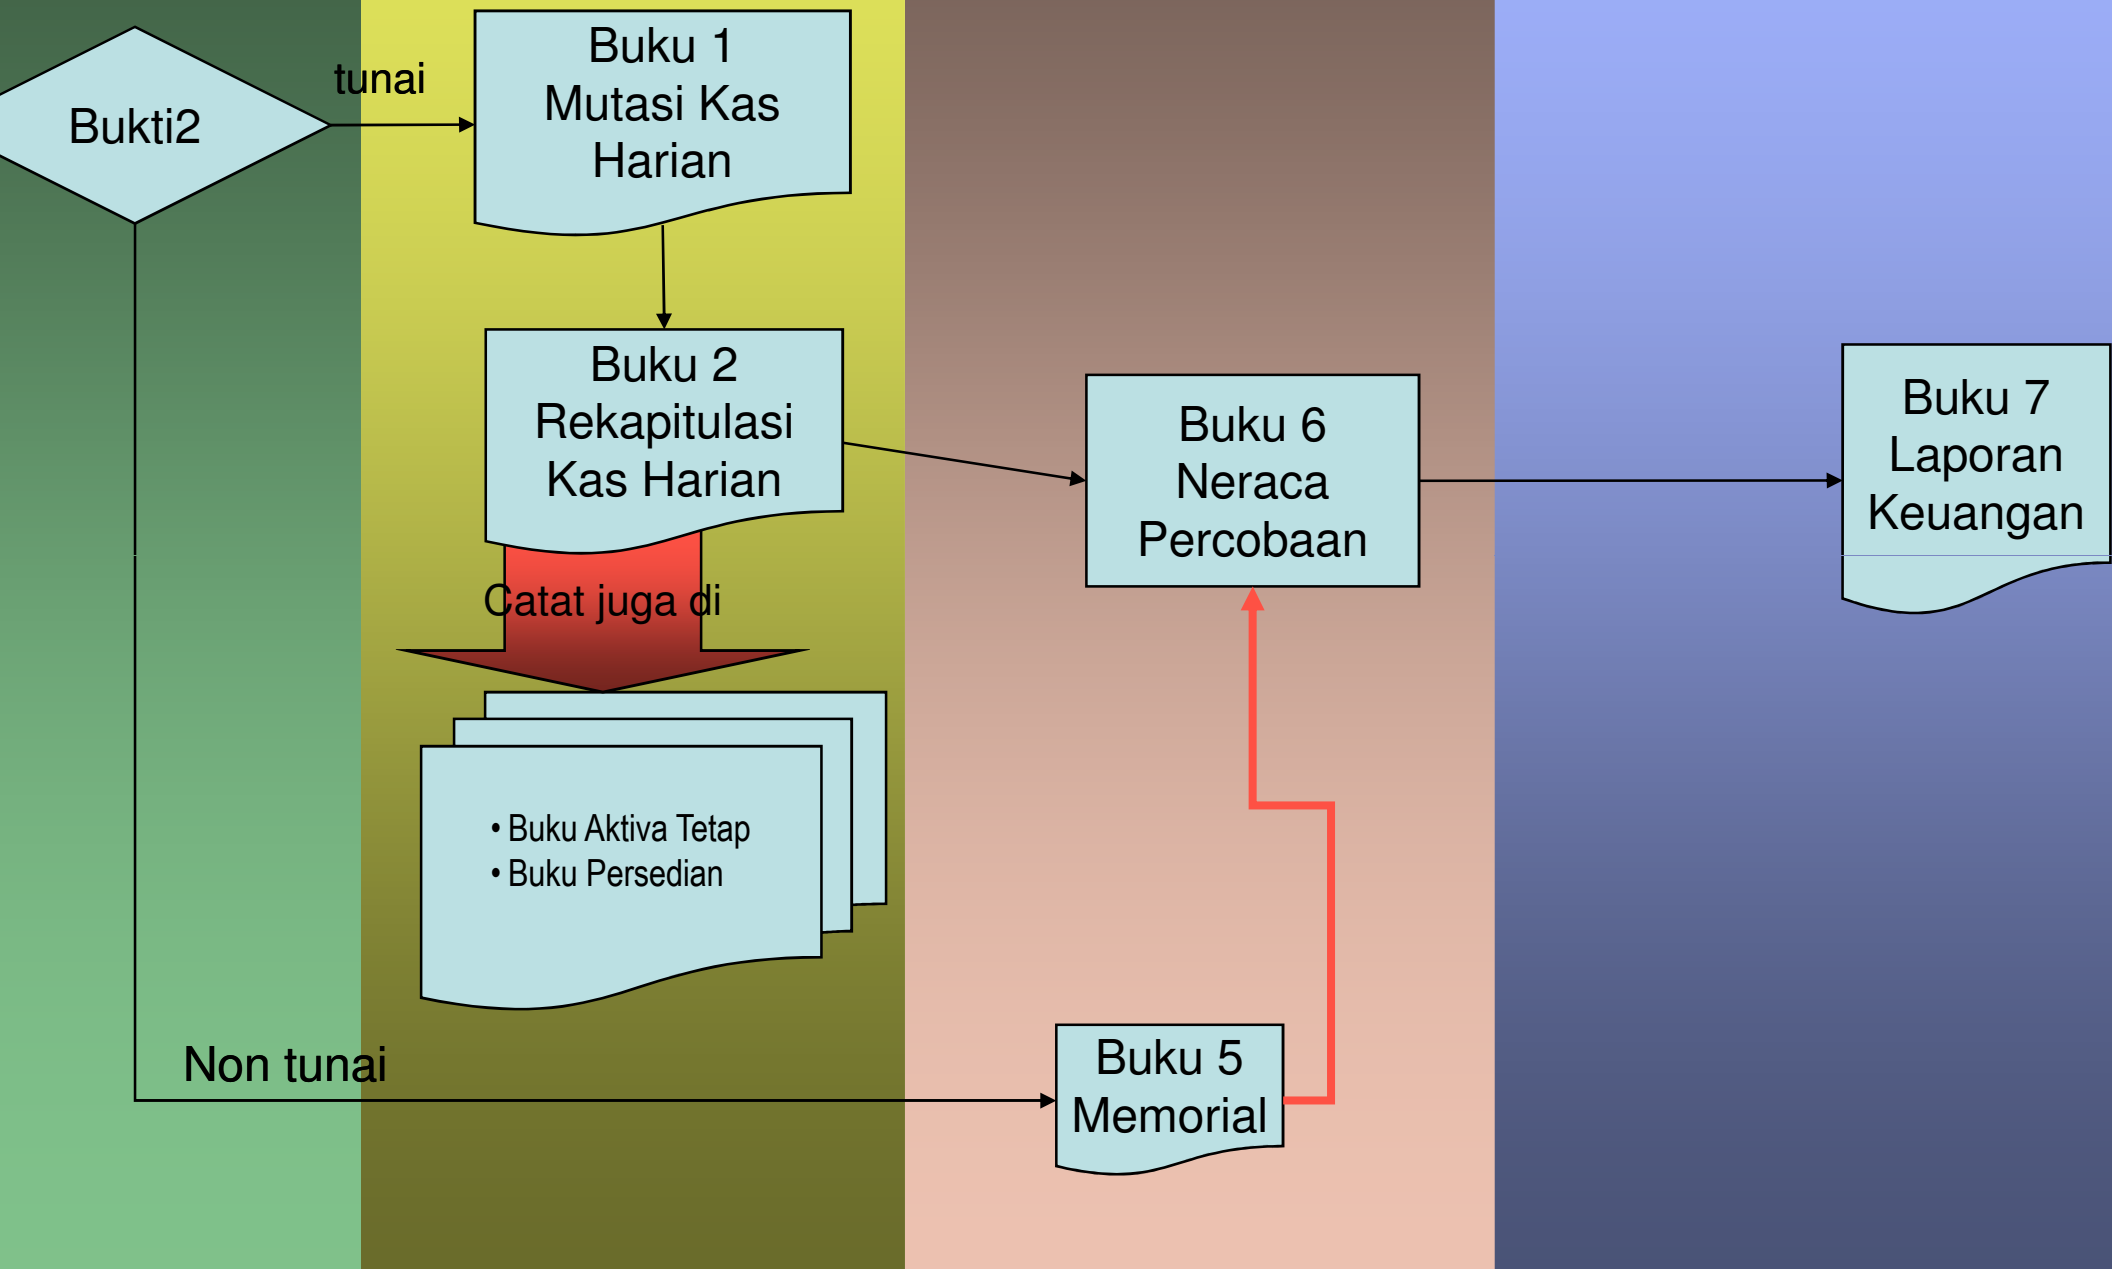 Bukti2
tunai
Buku 1
Mutasi Kas
Harian
Buku 2
Rekapitulasi
Kas Harian
Catat juga di
• Buku Aktiva Tetap
• Buku Persedian
Non tunai
Buku 5
Memorial
Buku 6
Neraca
Percobaan
Buku 7
Laporan
Keuangan